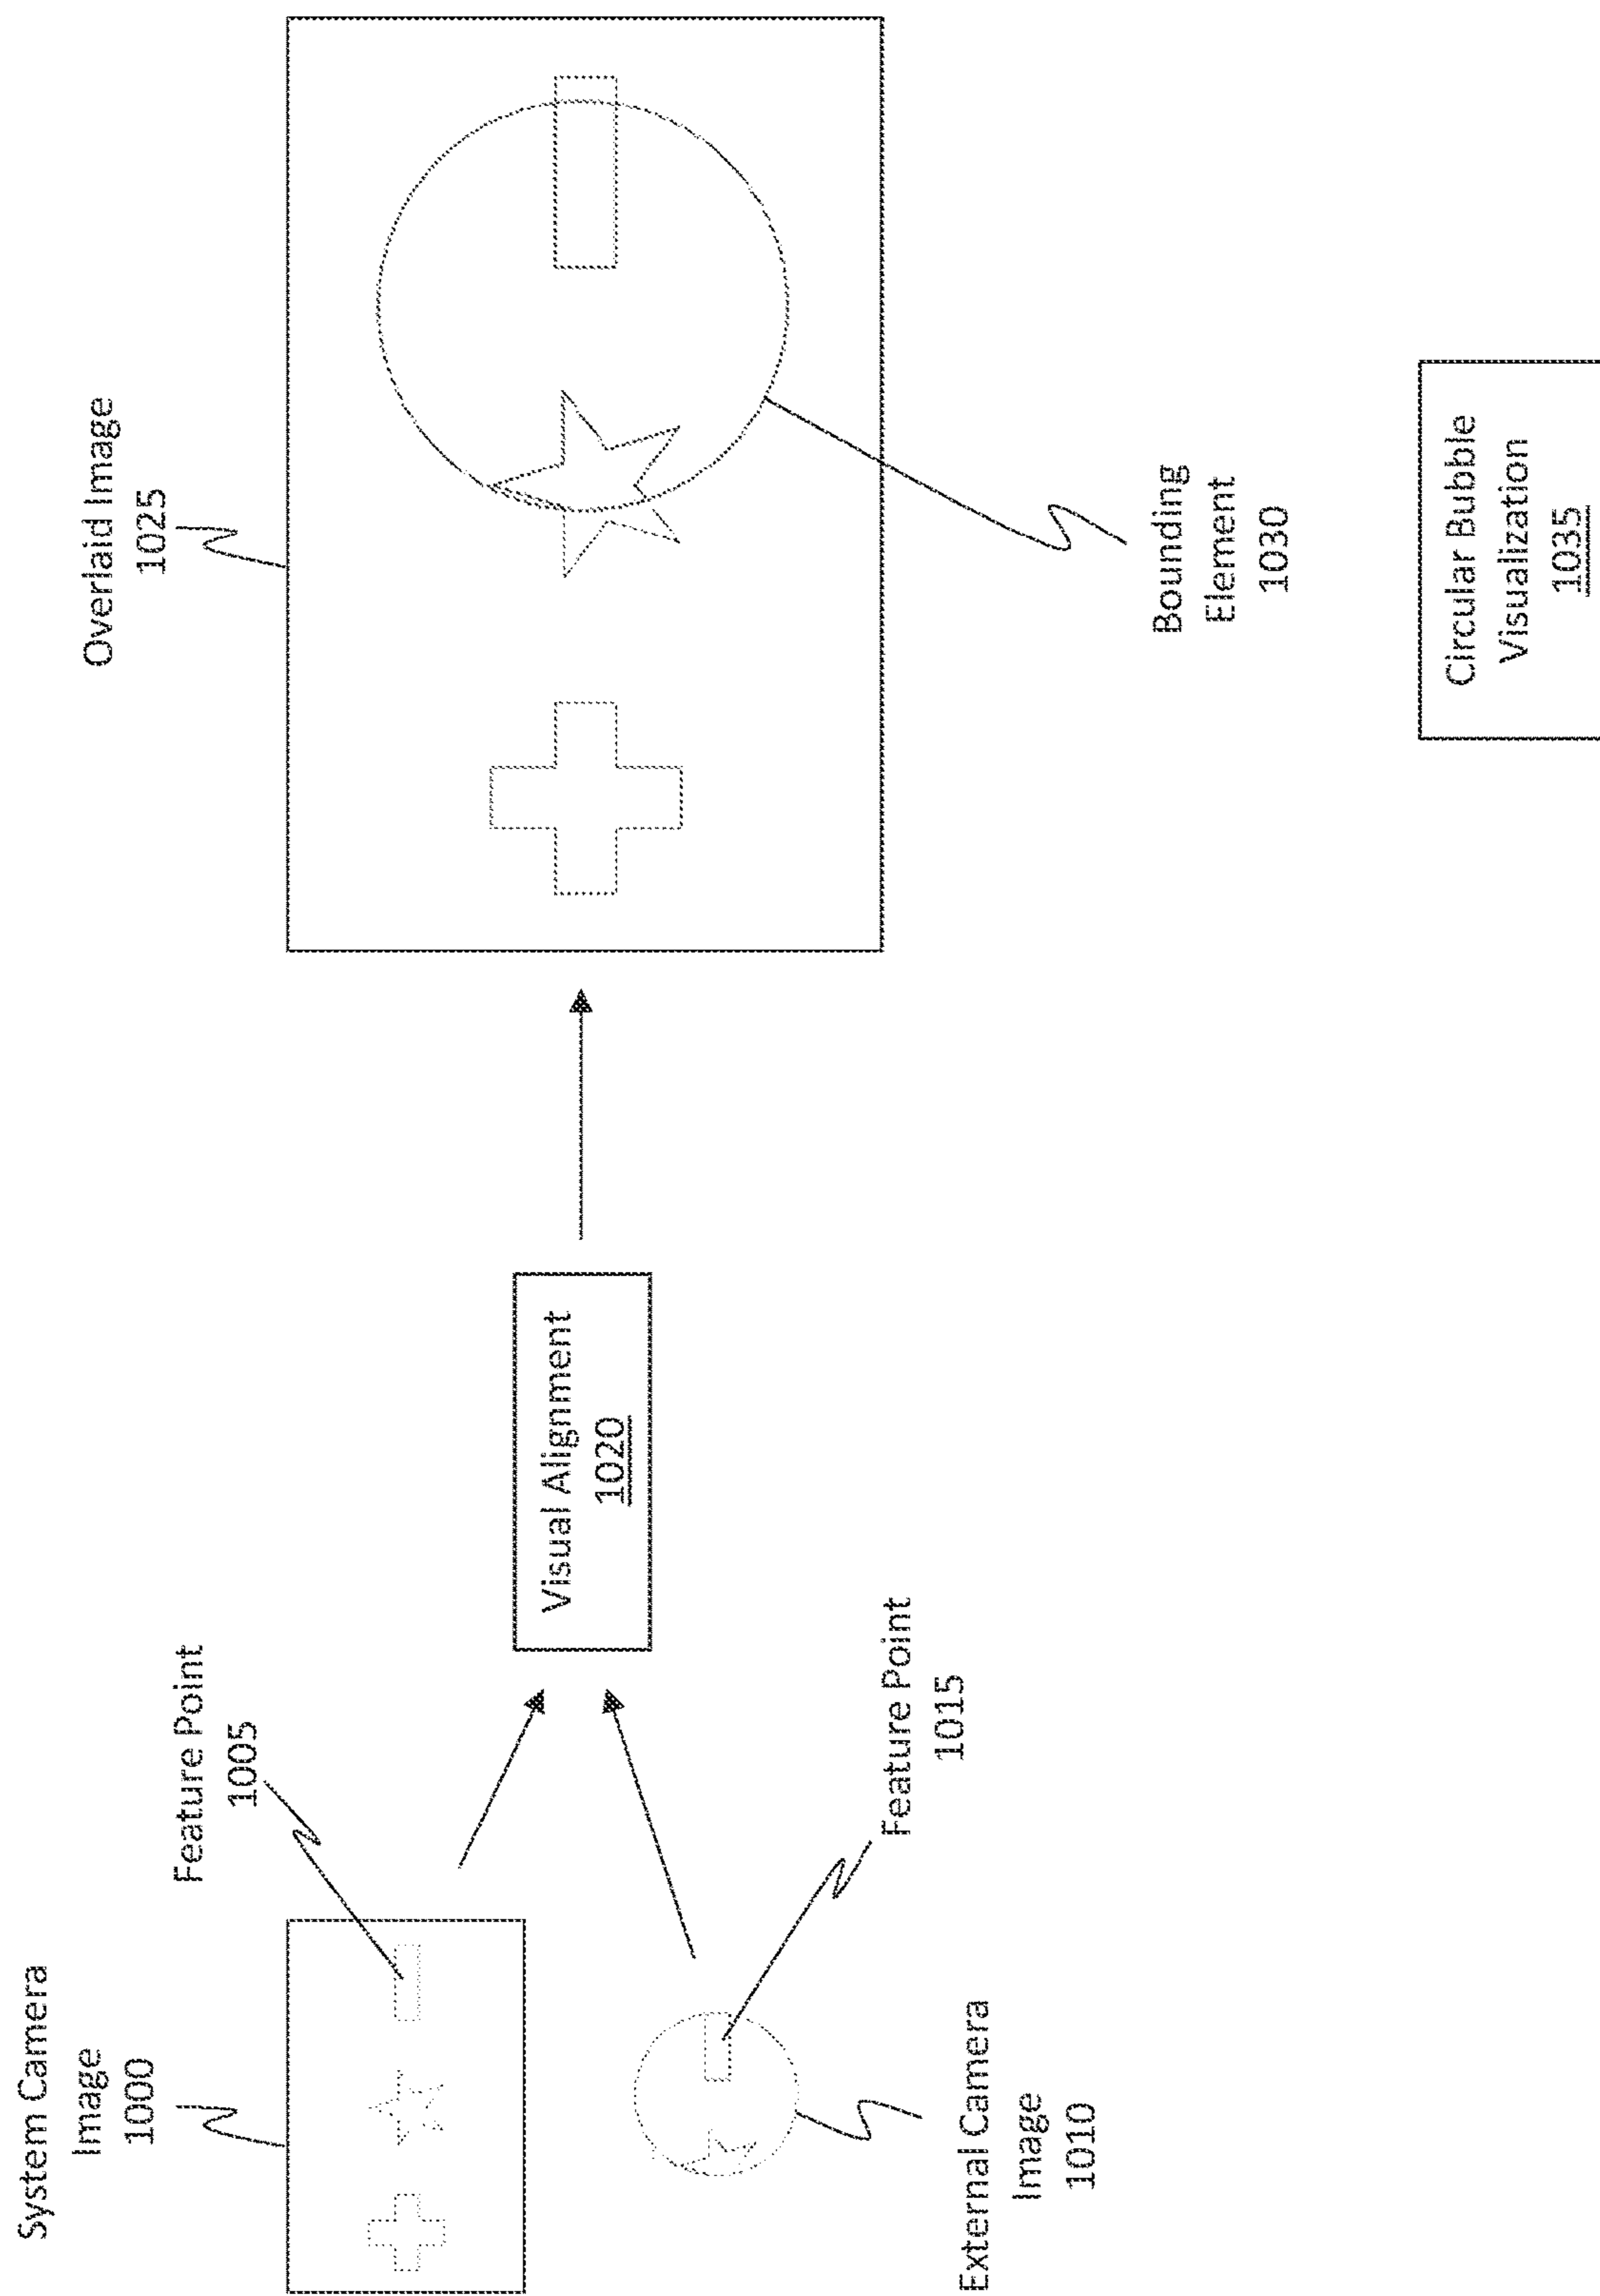 System Camera
Image
1000
Feature Point
1005
External Camera
Image
1010
Feature Point
1015
Visual Alignment
1020
Overlaid Image
1025
Bounding
Element
1030
Circular Bubble
Visualization
1035